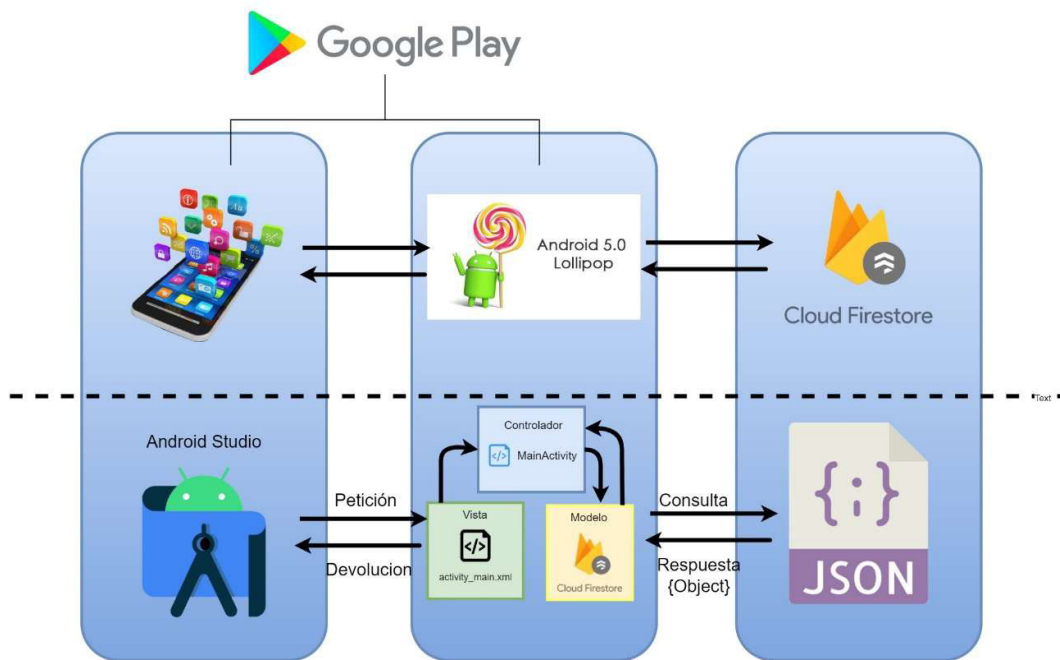 Google Play
Android 5.0
Lollipop
Cloud Firestore
Text
Android Studio
Controlador
MainActivity
Petición
Devolucion
Vista
activity_main.xml
Modelo
Cloud Firestore
Consulta
Respuesta
{Object}
{;}
JSON